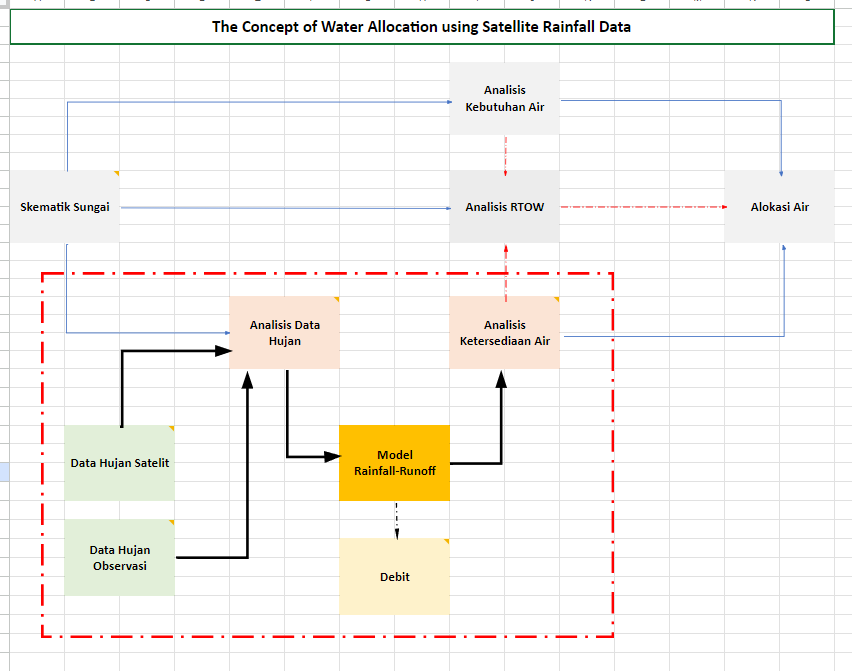 The Concept of Water Allocation using Satellite Rainfall Data
Analisis
Kebutuhan Air
Skematik Sungai
Analisis RTOW
Alokasi Air
Analisis Data
Hujan
Analisis
Ketersediaan Air
Data Hujan Satelit
Model
Rainfall-Runoff
Data Hujan
Observasi
Debit